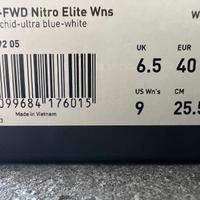 -FWD Nitro Elite Wns
chid-ultra blue-white
92 05
UK
EUR
6.5
40
US Wn's
CM
9
25.5
099684 176015
Made in Vietnam
W